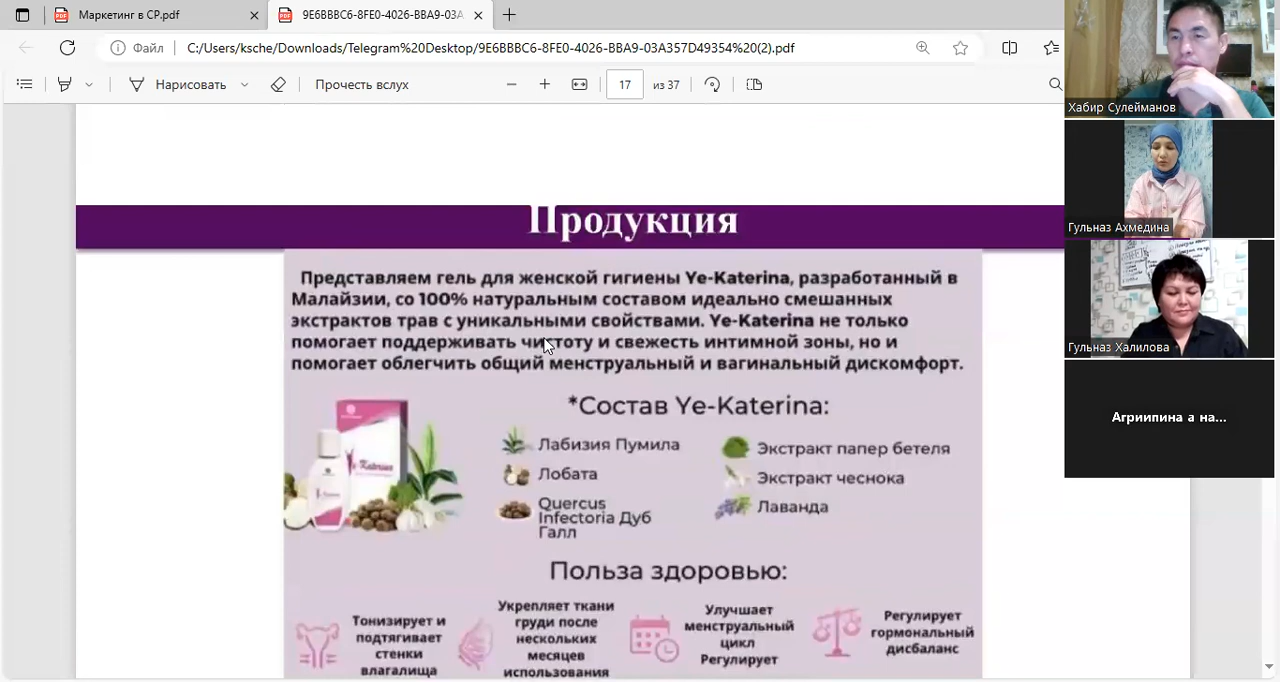 Маркетинг в СР.pdf
9E6BBBC6-8FE0-4026-BBA9-03A
Файл
C:/Users/ksche/Downloads/Telegram%20Desktop/9E6BBBC6-8FE0-4026-BBA9-03A357D49354%20(2).pdf
Нарисовать
Прочесть вслух
17
из 37
Хабир Сулейманов
Гульназ Ахмедина
Гульназ Халилова
Агриипина а на...
Продукция
Представляем гель для женской гигиены Ye-Katerina, разработанный в
Малайзии, со 100% натуральным составом идеально смешанных
экстрактов трав с уникальными свойствами. Ye-Katerina не только
помогает поддерживать чистоту и свежесть интимной зоны, но и
помогает облегчить общий менструальный и вагинальный дискомфорт.
*Состав Ye-Katerina:
Лабизия Пумила
Лобата
Quercus
Infectoria Дуб
Галл
Экстракт папер бетеля
Экстракт чеснока
Лаванда
Ye-Katerina
Польза здоровью:
Тонизирует и
подтягивает
стенки
влагалища
Укрепляет ткани
груди после
нескольких
месяцев
использования
Улучшает
менструальный
цикл
Регулирует
Регулирует
гормональный
дисбаланс